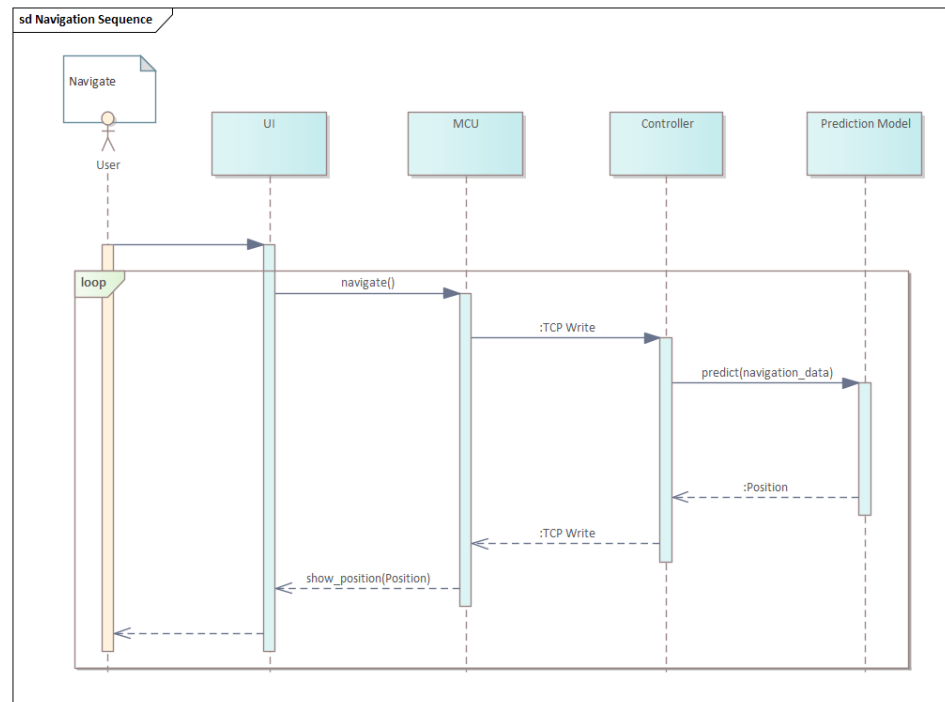 sd Navigation Sequence
Navigate
User
UI
MCU
Controller
Prediction Model
loop
navigate()
:TCP Write
predict(navigation_data)
:Position
:TCP Write
show_position(Position)